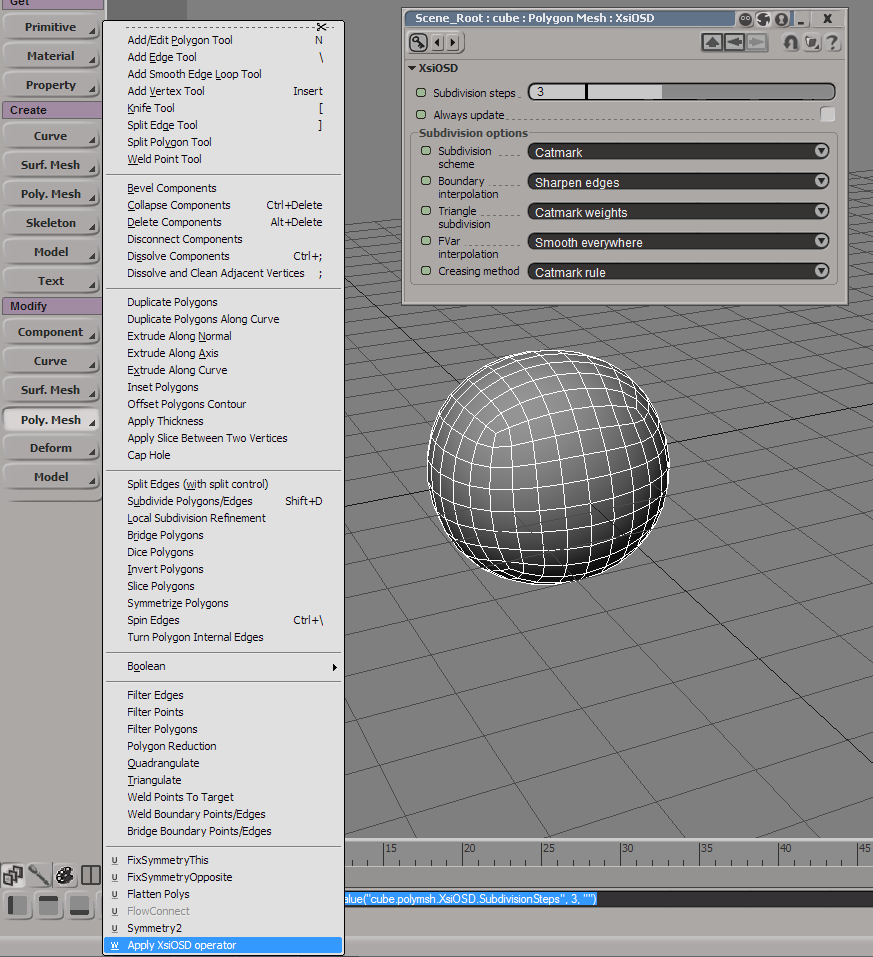 Get
Primitive
Material
Property
Create
Curve
Surf. Mesh
Poly. Mesh
Skeleton
Model
Text
Modify
Component
Curve
Surf. Mesh
Poly. Mesh
Deform
Model
Add/Edit Polygon Tool N
Add Edge Tool \
Add Smooth Edge Loop Tool
Add Vertex Tool Insert
Knife Tool [
Split Edge Tool ]
Split Polygon Tool
Weld Point Tool
Bevel Components
Collapse Components Ctrl+Delete
Delete Components Alt+Delete
Disconnect Components
Dissolve Components Ctrl+;
Dissolve and Clean Adjacent Vertices ;
Duplicate Polygons
Duplicate Polygons Along Curve
Extrude Along Normal
Extrude Along Axis
Extrude Along Curve
Inset Polygons
Offset Polygons Contour
Apply Thickness
Apply Slice Between Two Vertices
Cap Hole
Split Edges (with split control)
Subdivide Polygons/Edges Shift+D
Local Subdivision Refinement
Bridge Polygons
Dice Polygons
Invert Polygons
Slice Polygons
Symmetrize Polygons
Spin Edges Ctrl+\
Turn Polygon Internal Edges
Boolean
Filter Edges
Filter Points
Filter Polygons
Polygon Reduction
Quadrangulate
Triangulate
Weld Points To Target
Weld Boundary Points/Edges
Bridge Boundary Points/Edges
u FixSymmetryThis
u FixSymmetryOpposite
u Flatten Polys
u FlowConnect
u Symmetry2
w Apply XsiOSD operator
Scene_Root : cube : Polygon Mesh : XsiOSD
XsiOSD
Subdivision steps 3
Always update
Subdivision options
Subdivision scheme Catmark
Boundary interpolation Sharpen edges
Triangle subdivision Catmark weights
FVar interpolation Smooth everywhere
Creasing method Catmark rule
15 20 25 30 35 40 45
alue("cube.polymsh.XsiOSD.SubdivisionSteps", 3, "")